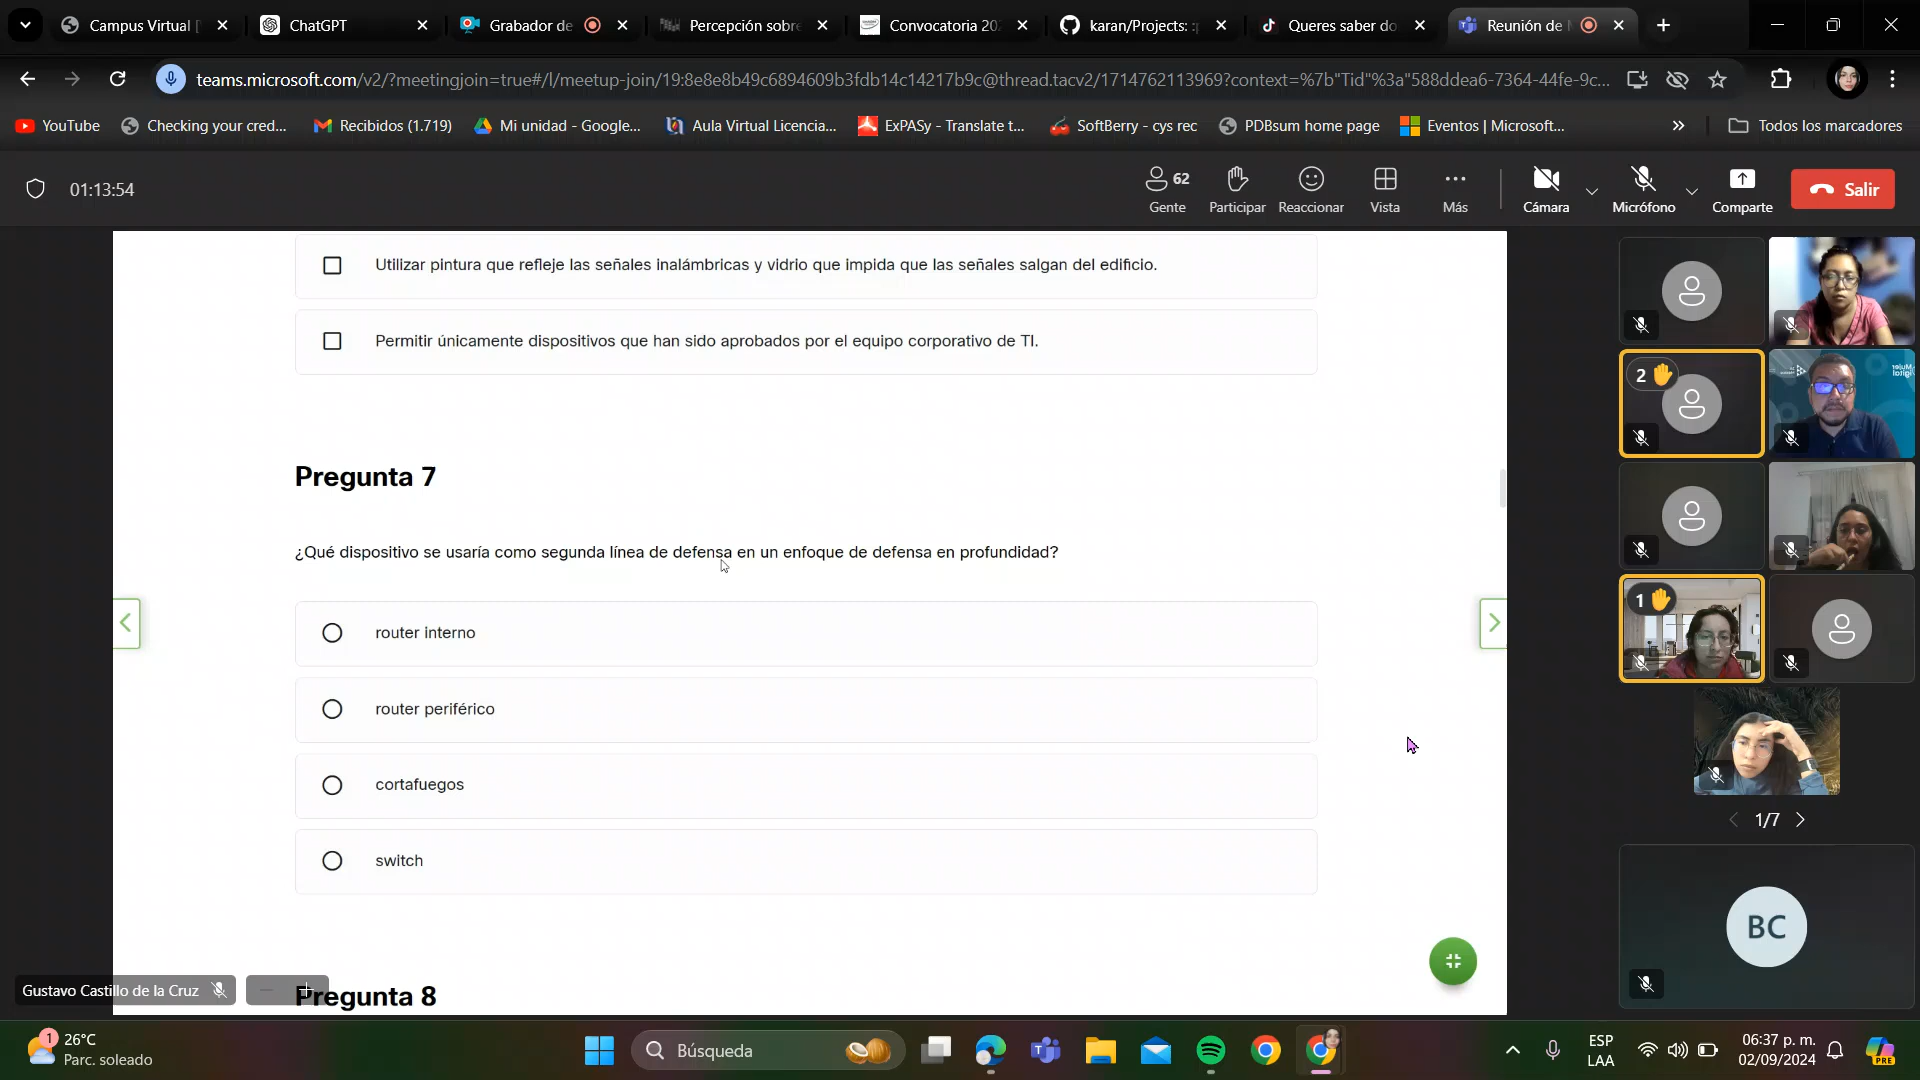 Campus Virtual [
ChatGPT
Grabador de
Percepción sobre
Convocatoria 202
karan/Projects: :p
Queres saber do
Reunión de M
teams.microsoft.com/v2/?meetingjoin=true#/l/meetup-join/19:8e8e8b49c6894609b3fdb14c14217b9c@thread.tacv2/1714762113969?context=%7b"Tid"%3a"588ddea6-7364-44fe-9c...
YouTube
Checking your cred...
Recibidos (1.719)
Mi unidad - Google...
Aula Virtual Licencia...
ExPASy - Translate t...
SoftBerry - cys rec
PDBsum home page
Eventos | Microsoft...
»
Todos los marcadores
01:13:54
62
Gente
Participar
Reaccionar
Vista
Más
Cámara
Micrófono
Comparte
Salir
Utilizar pintura que refleje las señales inalámbricas y vidrio que impida que las señales salgan del edificio.
Permitir únicamente dispositivos que han sido aprobados por el equipo corporativo de TI.
Pregunta 7
¿Qué dispositivo se usaría como segunda línea de defensa en un enfoque de defensa en profundidad?
router interno
router periférico
cortafuegos
switch
Pregunta 8
Gustavo Castillo de la Cruz
2
1
1/7
BC
1
26°C
Parc. soleado
Búsqueda
ESP
LAA
06:37 p. m.
02/09/2024
PRE